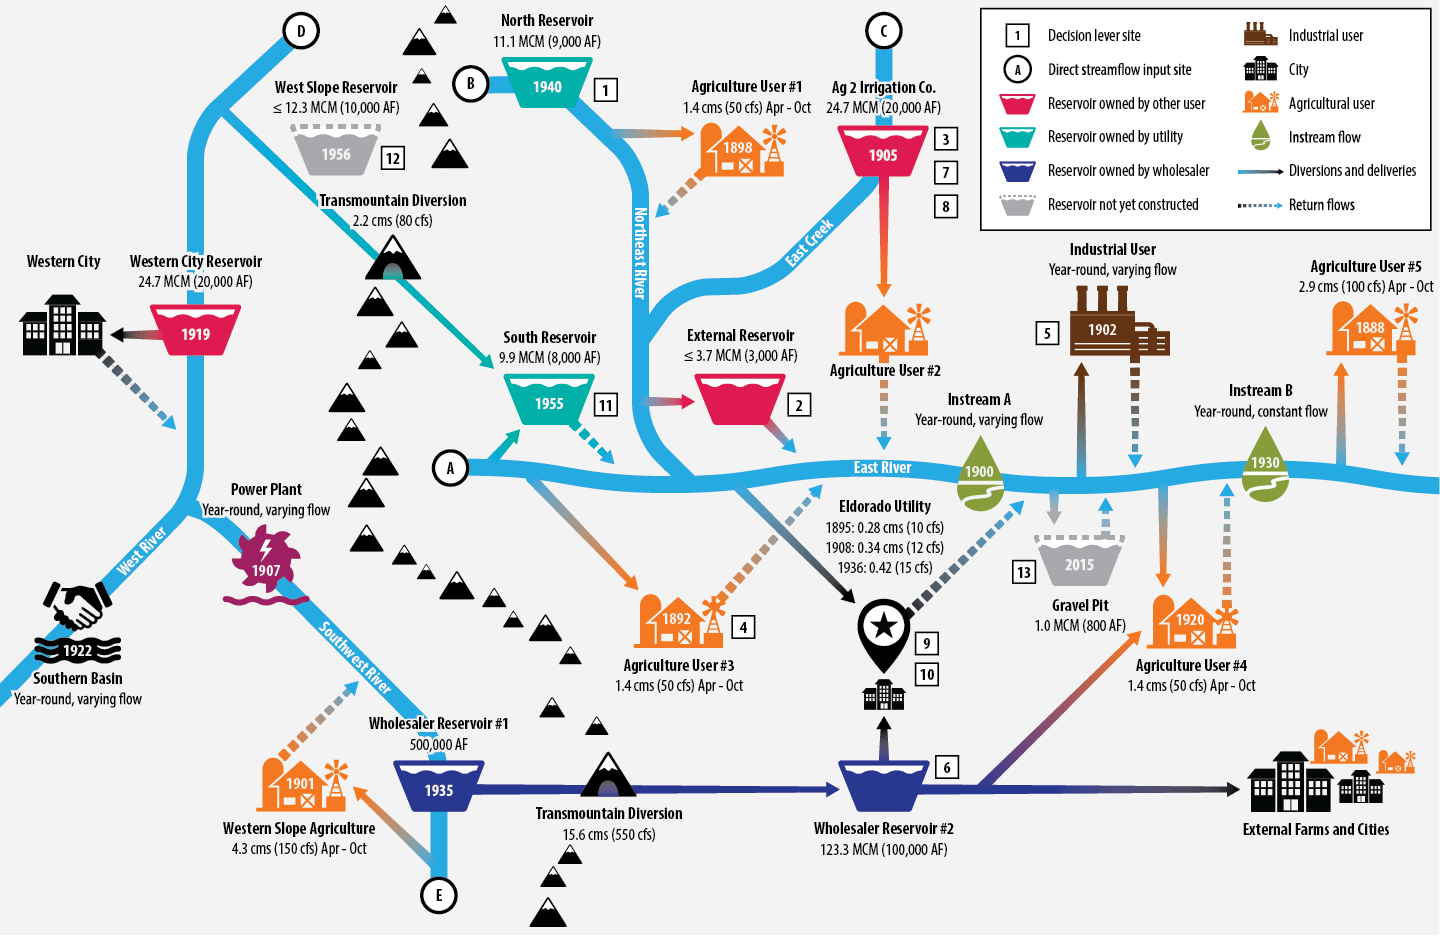 D
North Reservoir
11.1 MCM (9,000 AF)
1940
B
1
West Slope Reservoir
≤ 12.3 MCM (10,000 AF)
1956
12
Agriculture User #1
1.4 cms (50 cfs) Apr - Oct
1898
C
Ag 2 Irrigation Co.
24.7 MCM (20,000 AF)
1905
3
7
8
1
Decision lever site
A
Direct streamflow input site
Reservoir owned by other user
Reservoir owned by utility
Reservoir owned by wholesaler
Reservoir not yet constructed
Industrial user
City
Agricultural user
Instream flow
Diversions and deliveries
Return flows
Transmountain Diversion
2.2 cms (80 cfs)
Northeast River
East Creek
Western City
Western City Reservoir
24.7 MCM (20,000 AF)
1919
South Reservoir
9.9 MCM (8,000 AF)
1955
11
External Reservoir
≤ 3.7 MCM (3,000 AF)
2
Agriculture User #2
Industrial User
Year-round, varying flow
1902
5
Agriculture User #5
2.9 cms (100 cfs) Apr - Oct
1888
Instream A
Year-round, varying flow
1900
Instream B
Year-round, constant flow
1930
A
East River
Power Plant
Year-round, varying flow
1907
West River
Southwest River
1922
Southern Basin
Year-round, varying flow
Eldorado Utility
1895: 0.28 cms (10 cfs)
1908: 0.34 cms (12 cfs)
1936: 0.42 (15 cfs)
9
10
2015
13
Gravel Pit
1.0 MCM (800 AF)
1892
4
Agriculture User #3
1.4 cms (50 cfs) Apr - Oct
1920
Agriculture User #4
1.4 cms (50 cfs) Apr - Oct
Wholesaler Reservoir #1
500,000 AF
1935
1901
Western Slope Agriculture
4.3 cms (150 cfs) Apr - Oct
E
Transmountain Diversion
15.6 cms (550 cfs)
6
Wholesaler Reservoir #2
123.3 MCM (100,000 AF)
External Farms and Cities